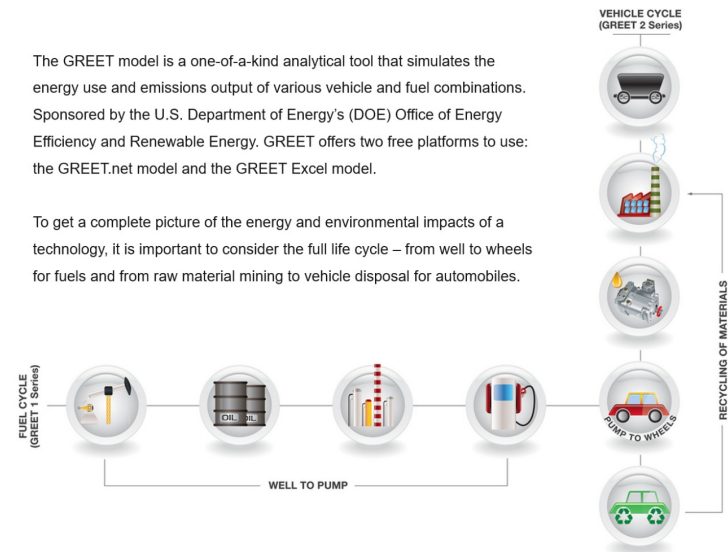 VEHICLE CYCLE
(GREET 2 Series)
The GREET model is a one-of-a-kind analytical tool that simulates the
energy use and emissions output of various vehicle and fuel combinations.
Sponsored by the U.S. Department of Energy's (DOE) Office of Energy
Efficiency and Renewable Energy. GREET offers two free platforms to use:
the GREET.net model and the GREET Excel model.
To get a complete picture of the energy and environmental impacts of a
technology, it is important to consider the full life cycle – from well to wheels
for fuels and from raw material mining to vehicle disposal for automobiles.
RECYCLING OF MATERIALS
FUEL CYCLE
(GREET 1 Series)
OIL
OIL
PUMP TO WHEELS
WELL TO PUMP